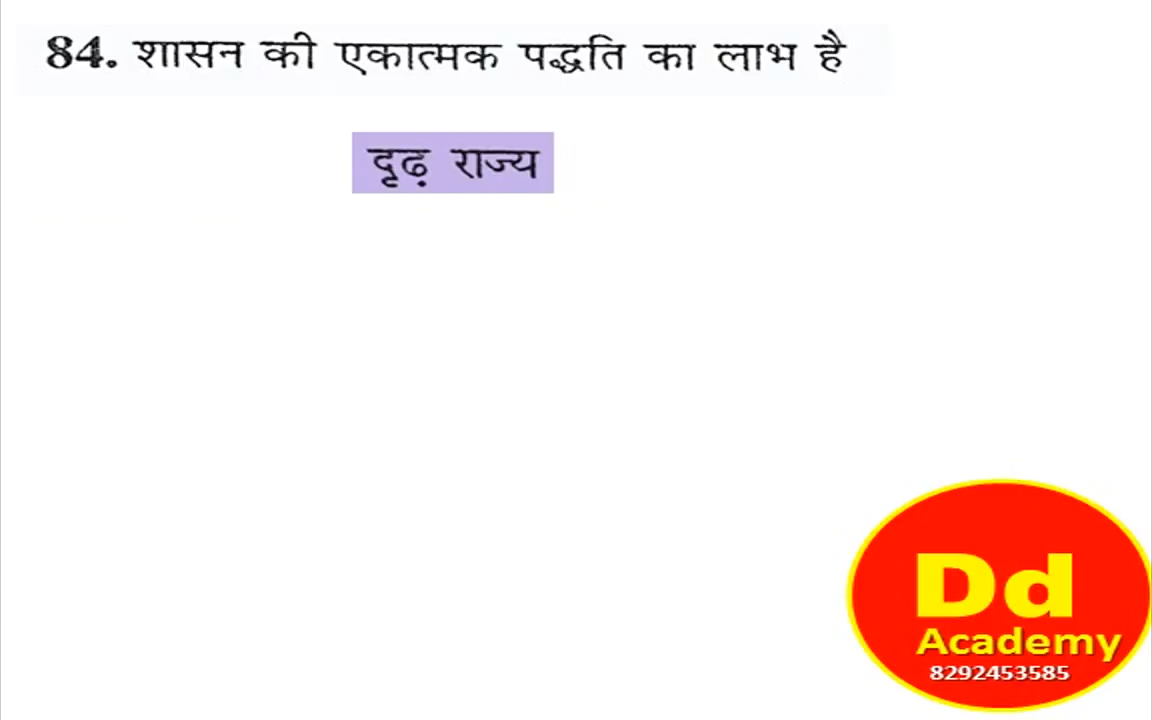 84. शासन की एकात्मक पद्धति का लाभ है
दृढ़ राज्य
Dd
Academy
8292453585